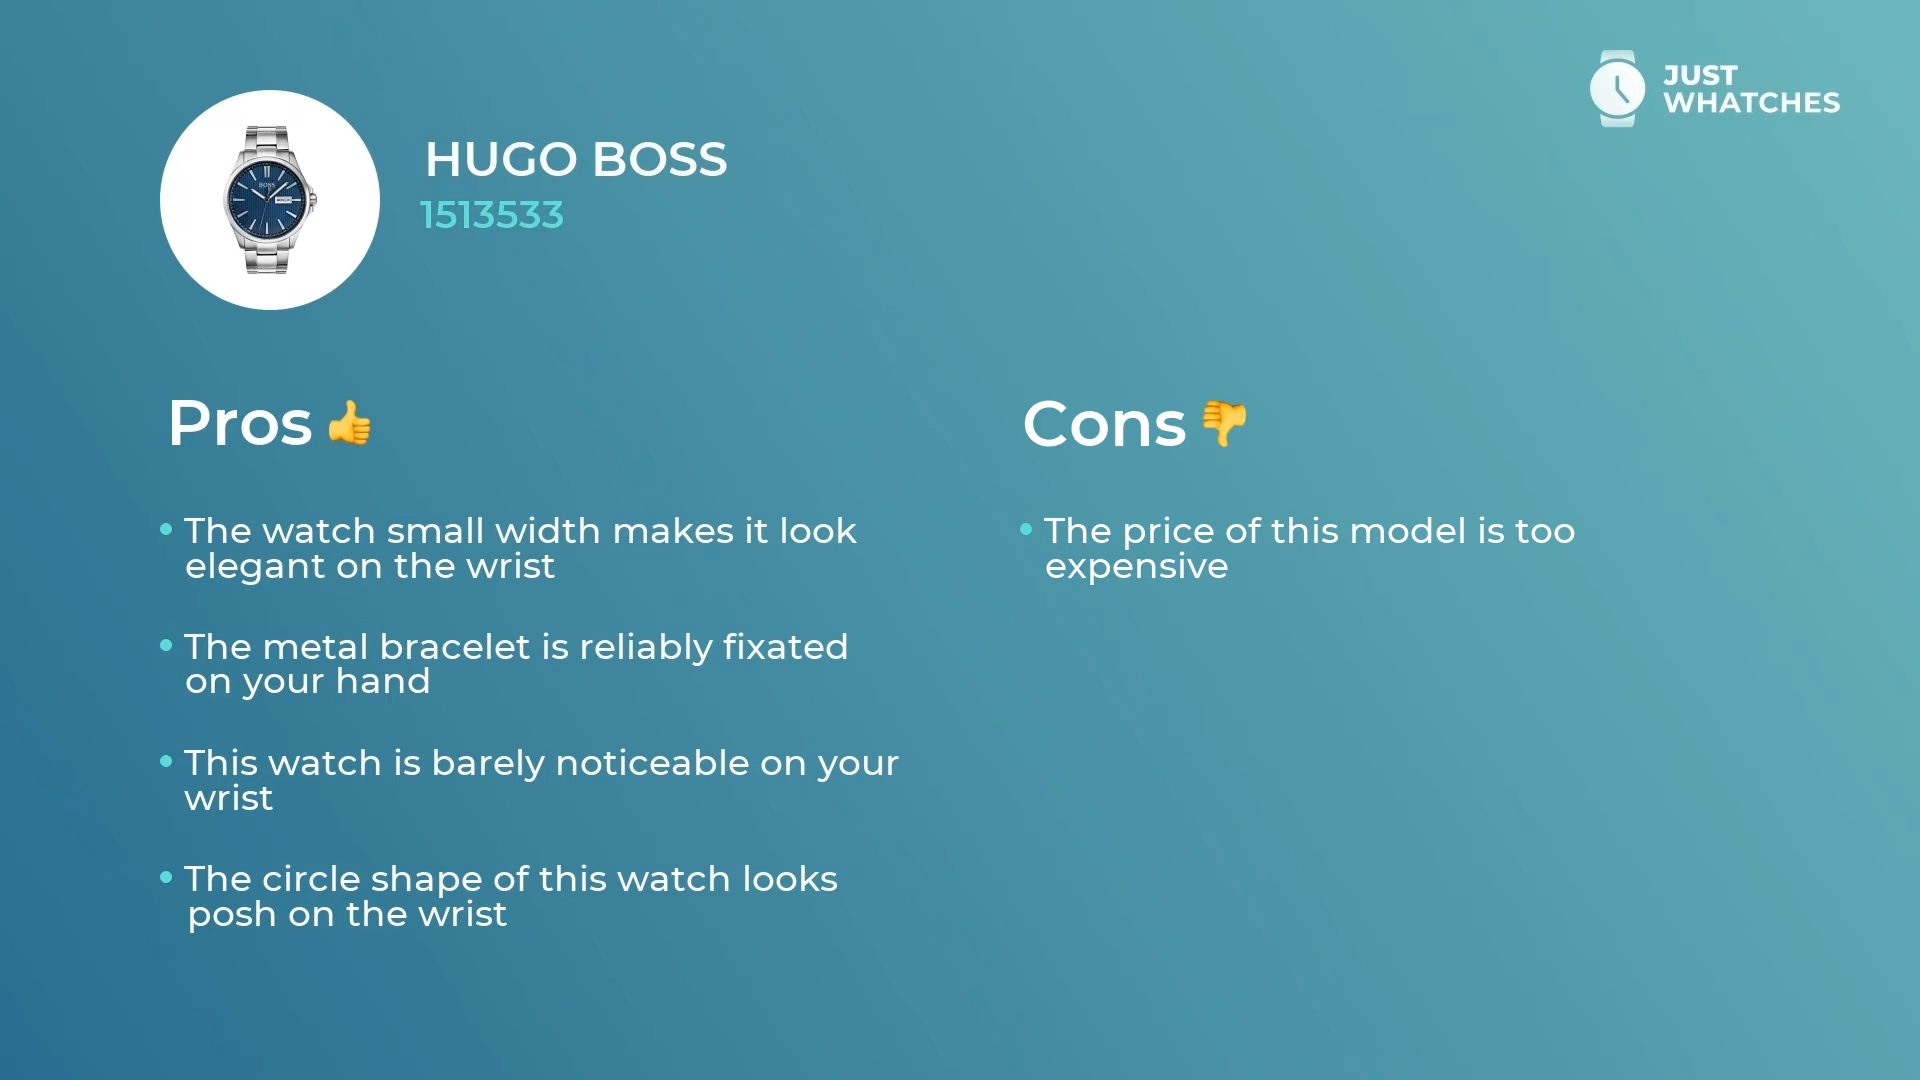 JUST
WHATCHES
BOSS
HUGO BOSS
1513533
Pros 👍
• The watch small width makes it look
elegant on the wrist
• The metal bracelet is reliably fixated
on your hand
• This watch is barely noticeable on your
wrist
• The circle shape of this watch looks
posh on the wrist
Cons 👎
• The price of this model is too
expensive